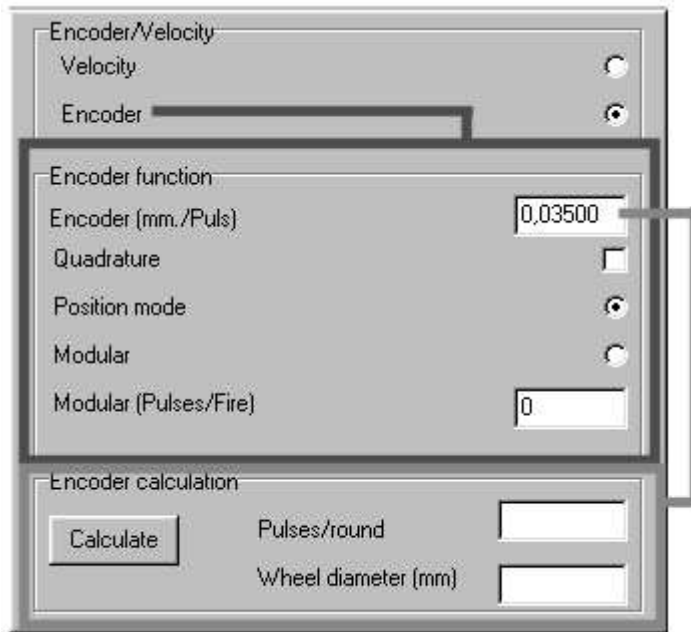 Encoder/Velocity
Velocity
Encoder
Encoder function
Encoder (mm./Puls) 0,03500
Quadrature
Position mode
Modular
Modular (Pulses/Fire) 0
Encoder calculation
Calculate Pulses/round
Wheel diameter (mm)